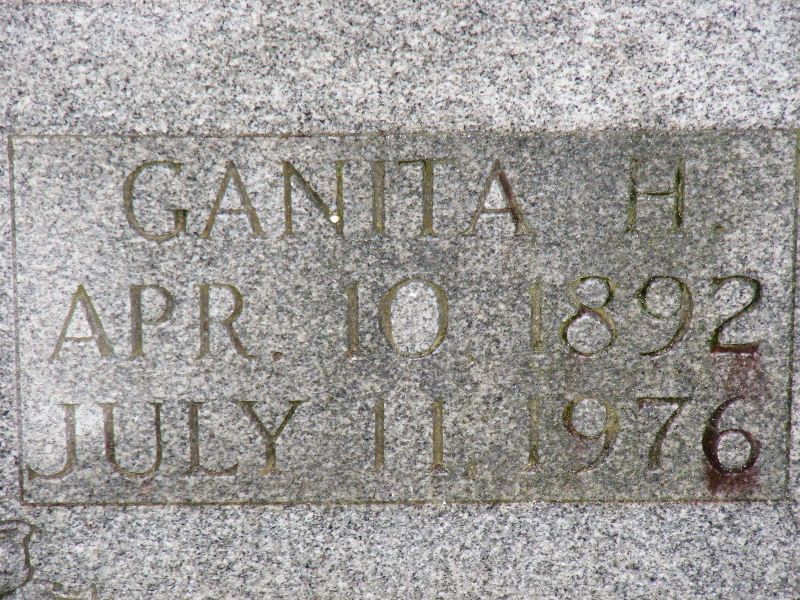 GANITA H.
APR. 10, 1892
JULY 11, 1976